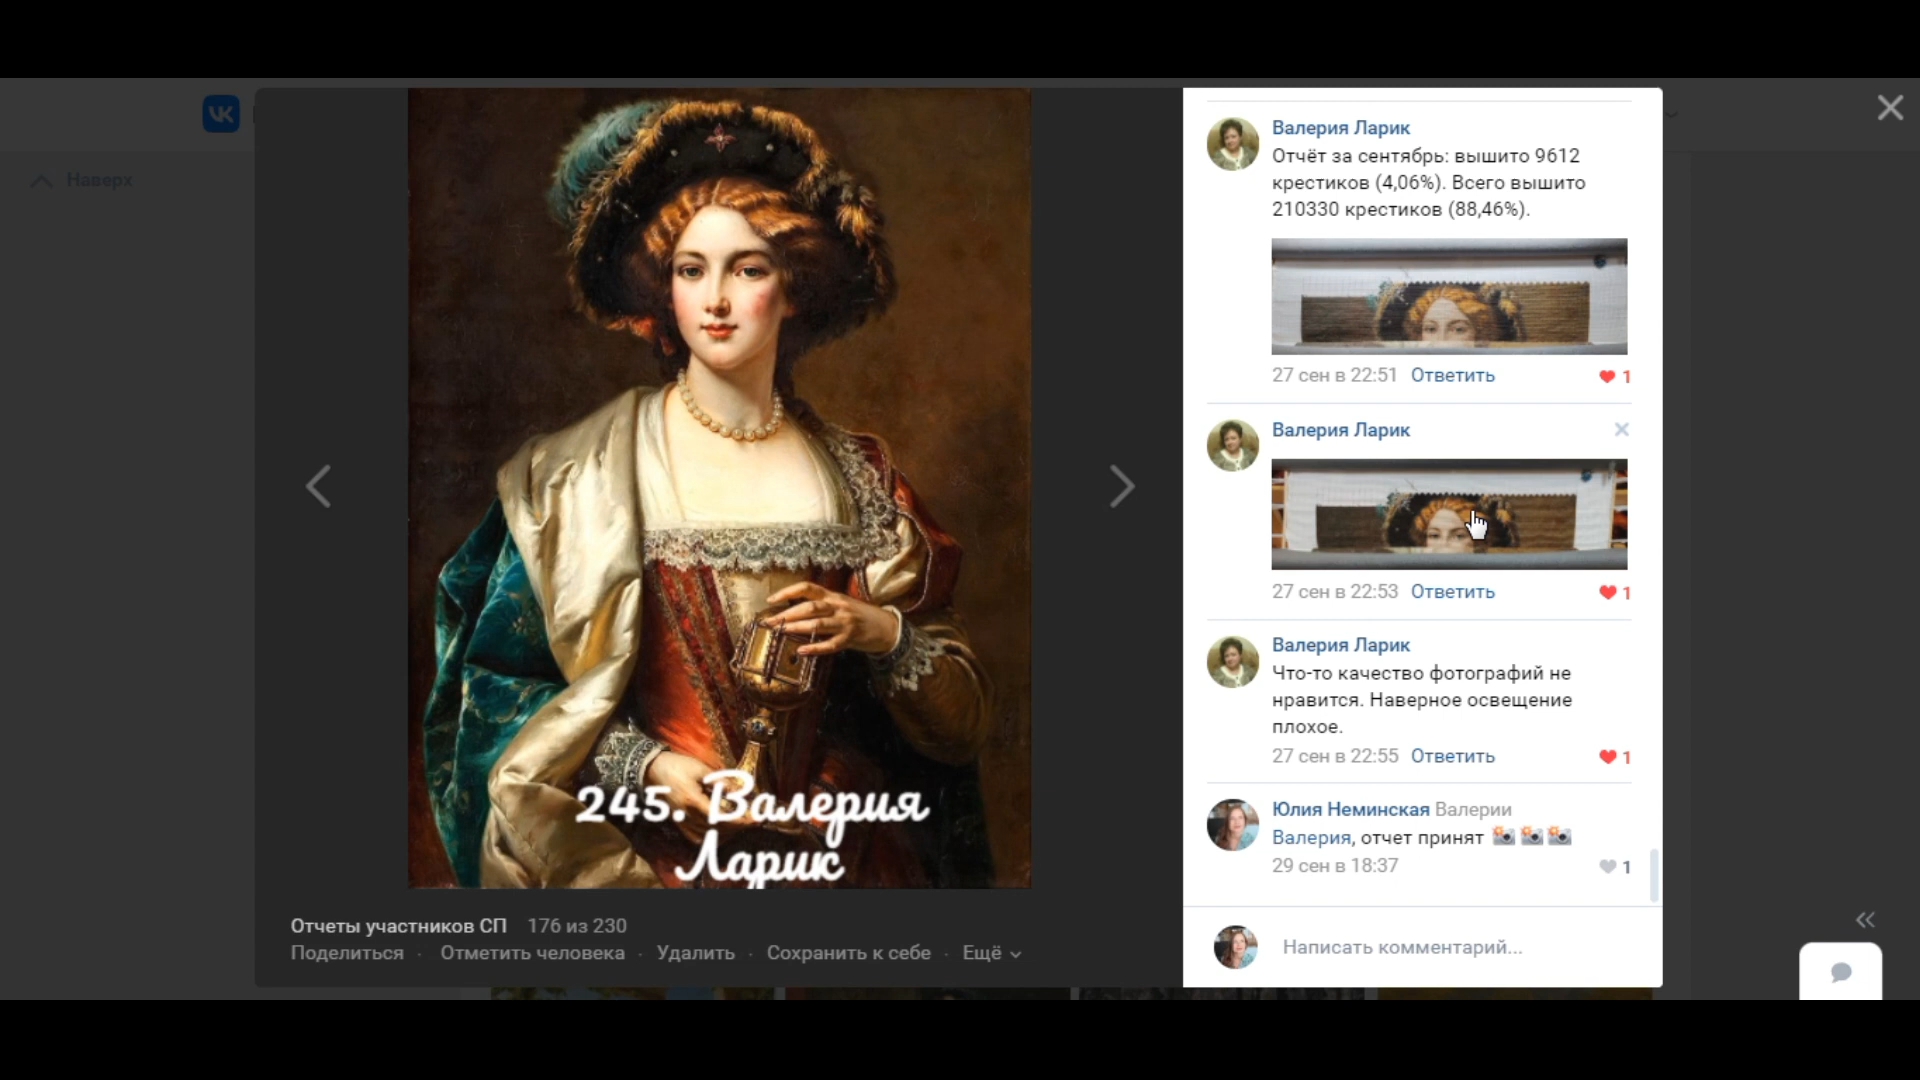 Наверх
245. Валерия
Ларик
Отчеты участников СП 176 из 230
Поделиться · Отметить человека · Удалить · Сохранить к себе · Ещё
Валерия Ларик
Отчёт за сентябрь: вышито 9612
крестиков (4,06%). Всего вышито
210330 крестиков (88,46%).
27 сен в 22:51 Ответить 1
Валерия Ларик
27 сен в 22:53 Ответить 1
Валерия Ларик
Что-то качество фотографий не
нравится. Наверное освещение
плохое.
27 сен в 22:55 Ответить 1
Юлия Неминская Валерии
Валерия, отчет принят
29 сен в 18:37 1
Написать комментарий...